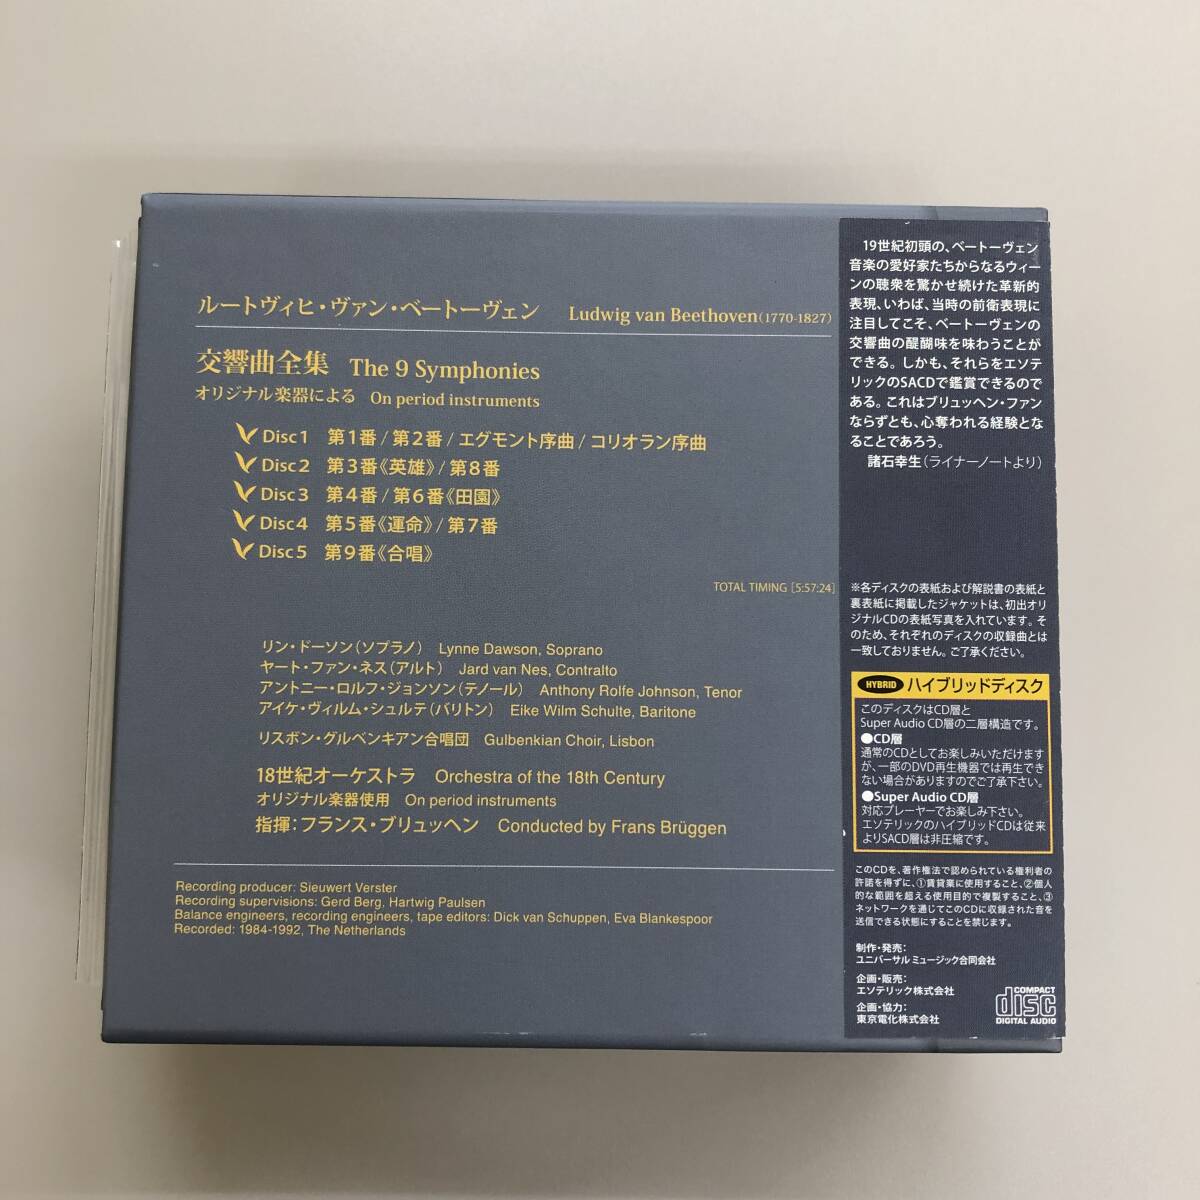 ルートヴィヒ・ヴァン・ベートーヴェン Ludwig van Beethoven(1770-1827)
交響曲全集 The 9 Symphonies
オリジナル楽器による On period instruments
Disc1 第1番/第2番/エグモント序曲/コリオラン序曲
Disc2 第3番《英雄》/第8番
Disc3 第4番/第6番《田園》
Disc4 第5番《運命》/第7番
Disc5 第9番《合唱》
TOTAL TIMING [5:57:24]
リン・ドーソン(ソプラノ) Lynne Dawson, Soprano
ヤート・ファン・ネス(アルト) Jard van Nes, Contralto
アントニー・ロルフ・ジョンソン(テノール) Anthony Rolfe Johnson, Tenor
アイケ・ヴィルム・シュルテ(バリトン) Eike Wilm Schulte, Baritone
リスボン・グルベンキアン合唱団 Gulbenkian Choir, Lisbon
18世紀オーケストラ Orchestra of the 18th Century
オリジナル楽器使用 On period instruments
指揮:フランス・ブリュッヘン Conducted by Frans Brüggen
Recording producer: Sieuwert Verster
Recording supervisions: Gerd Berg, Hartwig Paulsen
Balance engineers, recording engineers, tape editors: Dick van Schuppen, Eva Blankespoor
Recorded: 1984-1992, The Netherlands
19世紀初頭の、ベートーヴェン
音楽の愛好家たちからなるウィー
ンの聴衆を驚かせ続けた革新的
表現、いわば、当時の前衛表現に
注目してこそ、ベートーヴェンの
交響曲の醍醐味を味わうことが
できる。しかも、それらをエソテ
リックのSACDで鑑賞できるので
ある。これはブリュッヘン・ファン
ならずとも、心奪われる経験とな
ることであろう。
諸石幸生(ライナーノートより)
※各ディスクの表紙および解説書の表紙と
裏表紙に掲載したジャケットは、初出オリ
ジナルCDの表紙写真を入れています。そ
のため、それぞれのディスクの収録曲とは
一致しておりません。ご了承ください。
HYBRID ハイブリッドディスク
このディスクはCD層と
Super Audio CD層の二層構造です。
●CD層
通常のCDとしてお楽しみいただけます
が、一部のDVD再生機器では再生でき
ない場合がありますのでご了承下さい。
●Super Audio CD層
対応プレーヤーでお楽しみ下さい。
エソテリックのハイブリッドCDは従来
よりSACD層は非圧縮です。
このCDを、著作権法で認められている権利者の
許諾を得ずに、①賃貸業に使用すること、②個人
的な範囲を超える使用目的で複製すること、③
ネットワークを通じてこのCDに収録された音を
送信できる状態にすることを禁じます。
制作・発売:
ユニバーサル ミュージック合同会社
企画・販売:
エソテリック株式会社
企画・協力:
東京電化株式会社
COMPACT
disc
DIGITAL AUDIO